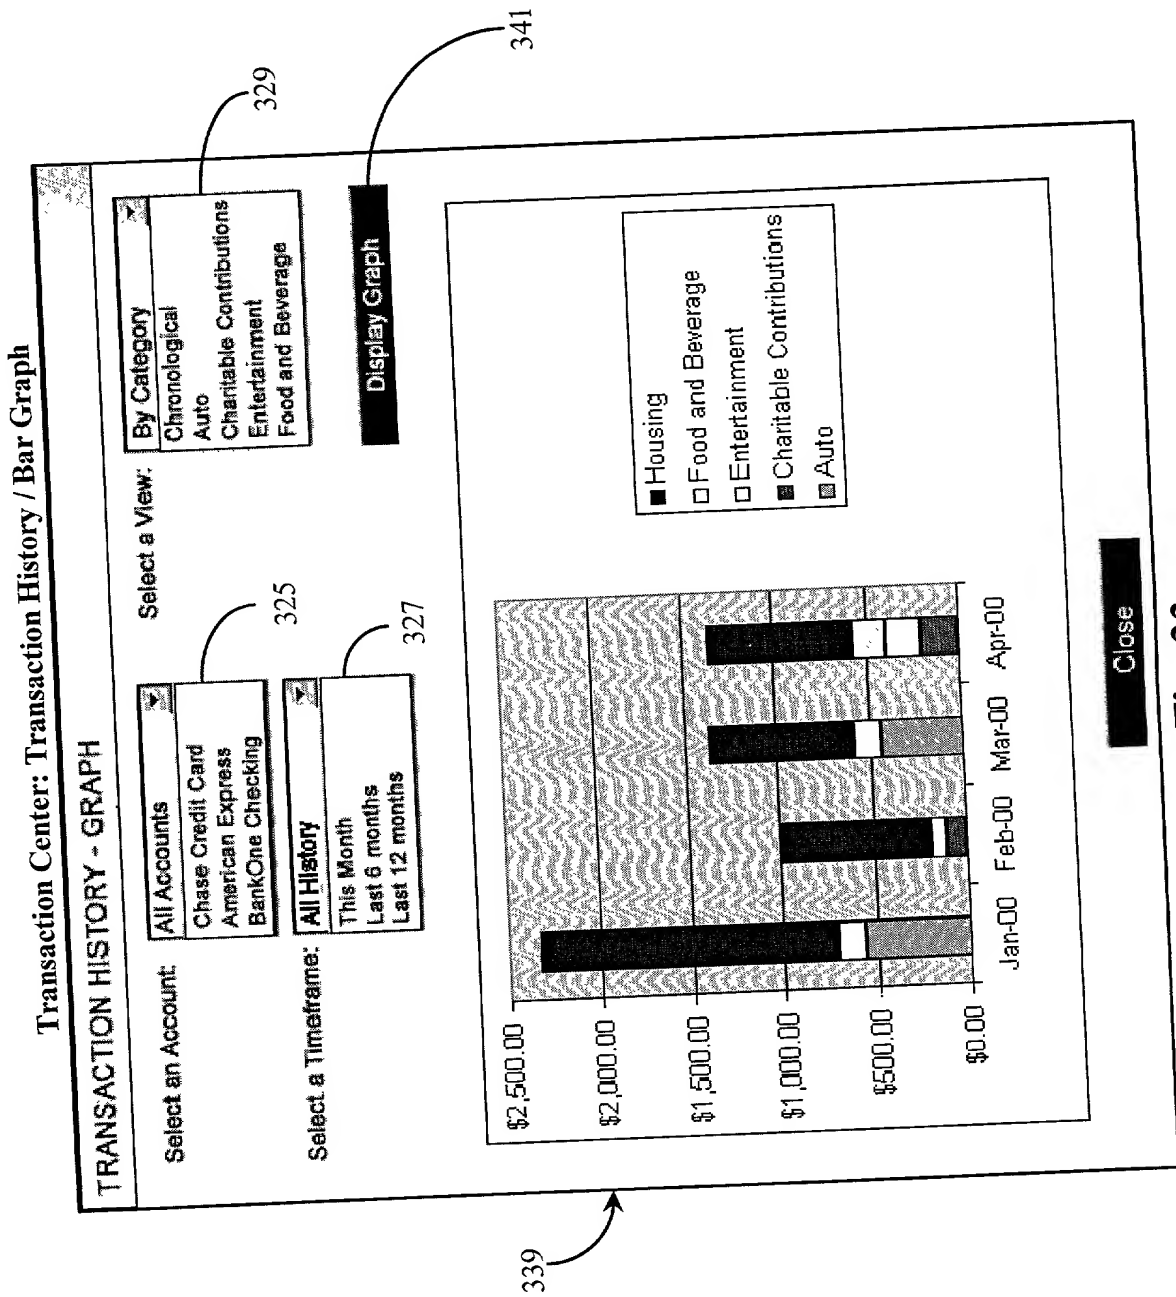 Transaction Center: Transaction History / Bar Graph
TRANSACTION HISTORY - GRAPH
Select an Account:
All Accounts
Chase Credit Card
American Express
BankOne Checking
325
Select a Timeframe:
All History
This Month
Last 6 months
Last 12 months
327
Select a View:
By Category
Chronological
Auto
Charitable Contributions
Entertainment
Food and Beverage
329
Display Graph
341
$2,500.00
$2,000.00
$1,500.00
$1,000.00
$500.00
$0.00
Jan-00
Feb-00
Mar-00
Apr-00
Housing
Food and Beverage
Entertainment
Charitable Contributions
Auto
Close
339